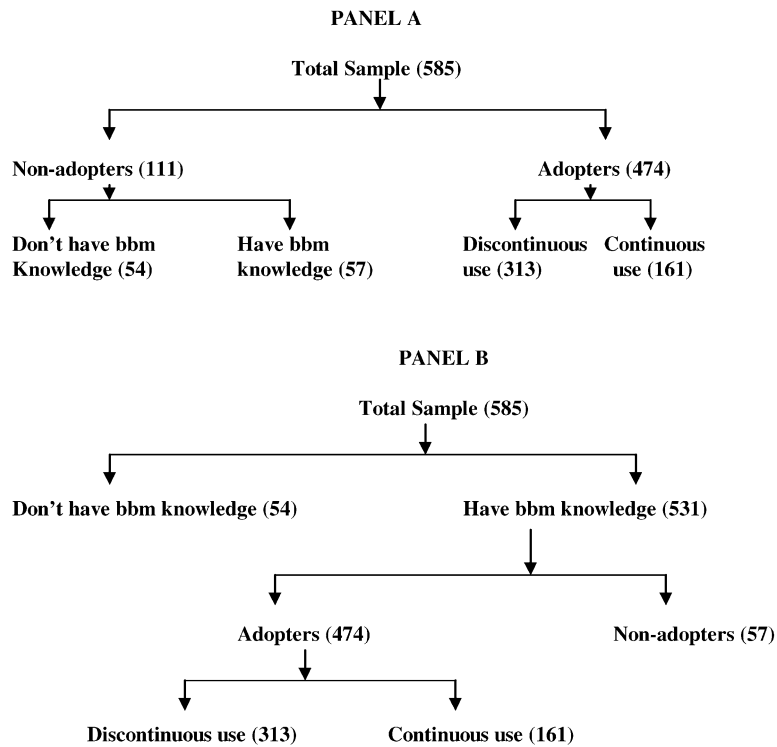 PANEL A
Total Sample (585)
Non-adopters (111)
Adopters (474)
Don't have bbm
Knowledge (54)
Have bbm
knowledge (57)
Discontinuous
use (313)
Continuous
use (161)
PANEL B
Total Sample (585)
Don't have bbm knowledge (54)
Have bbm knowledge (531)
Adopters (474)
Non-adopters (57)
Discontinuous use (313)
Continuous use (161)